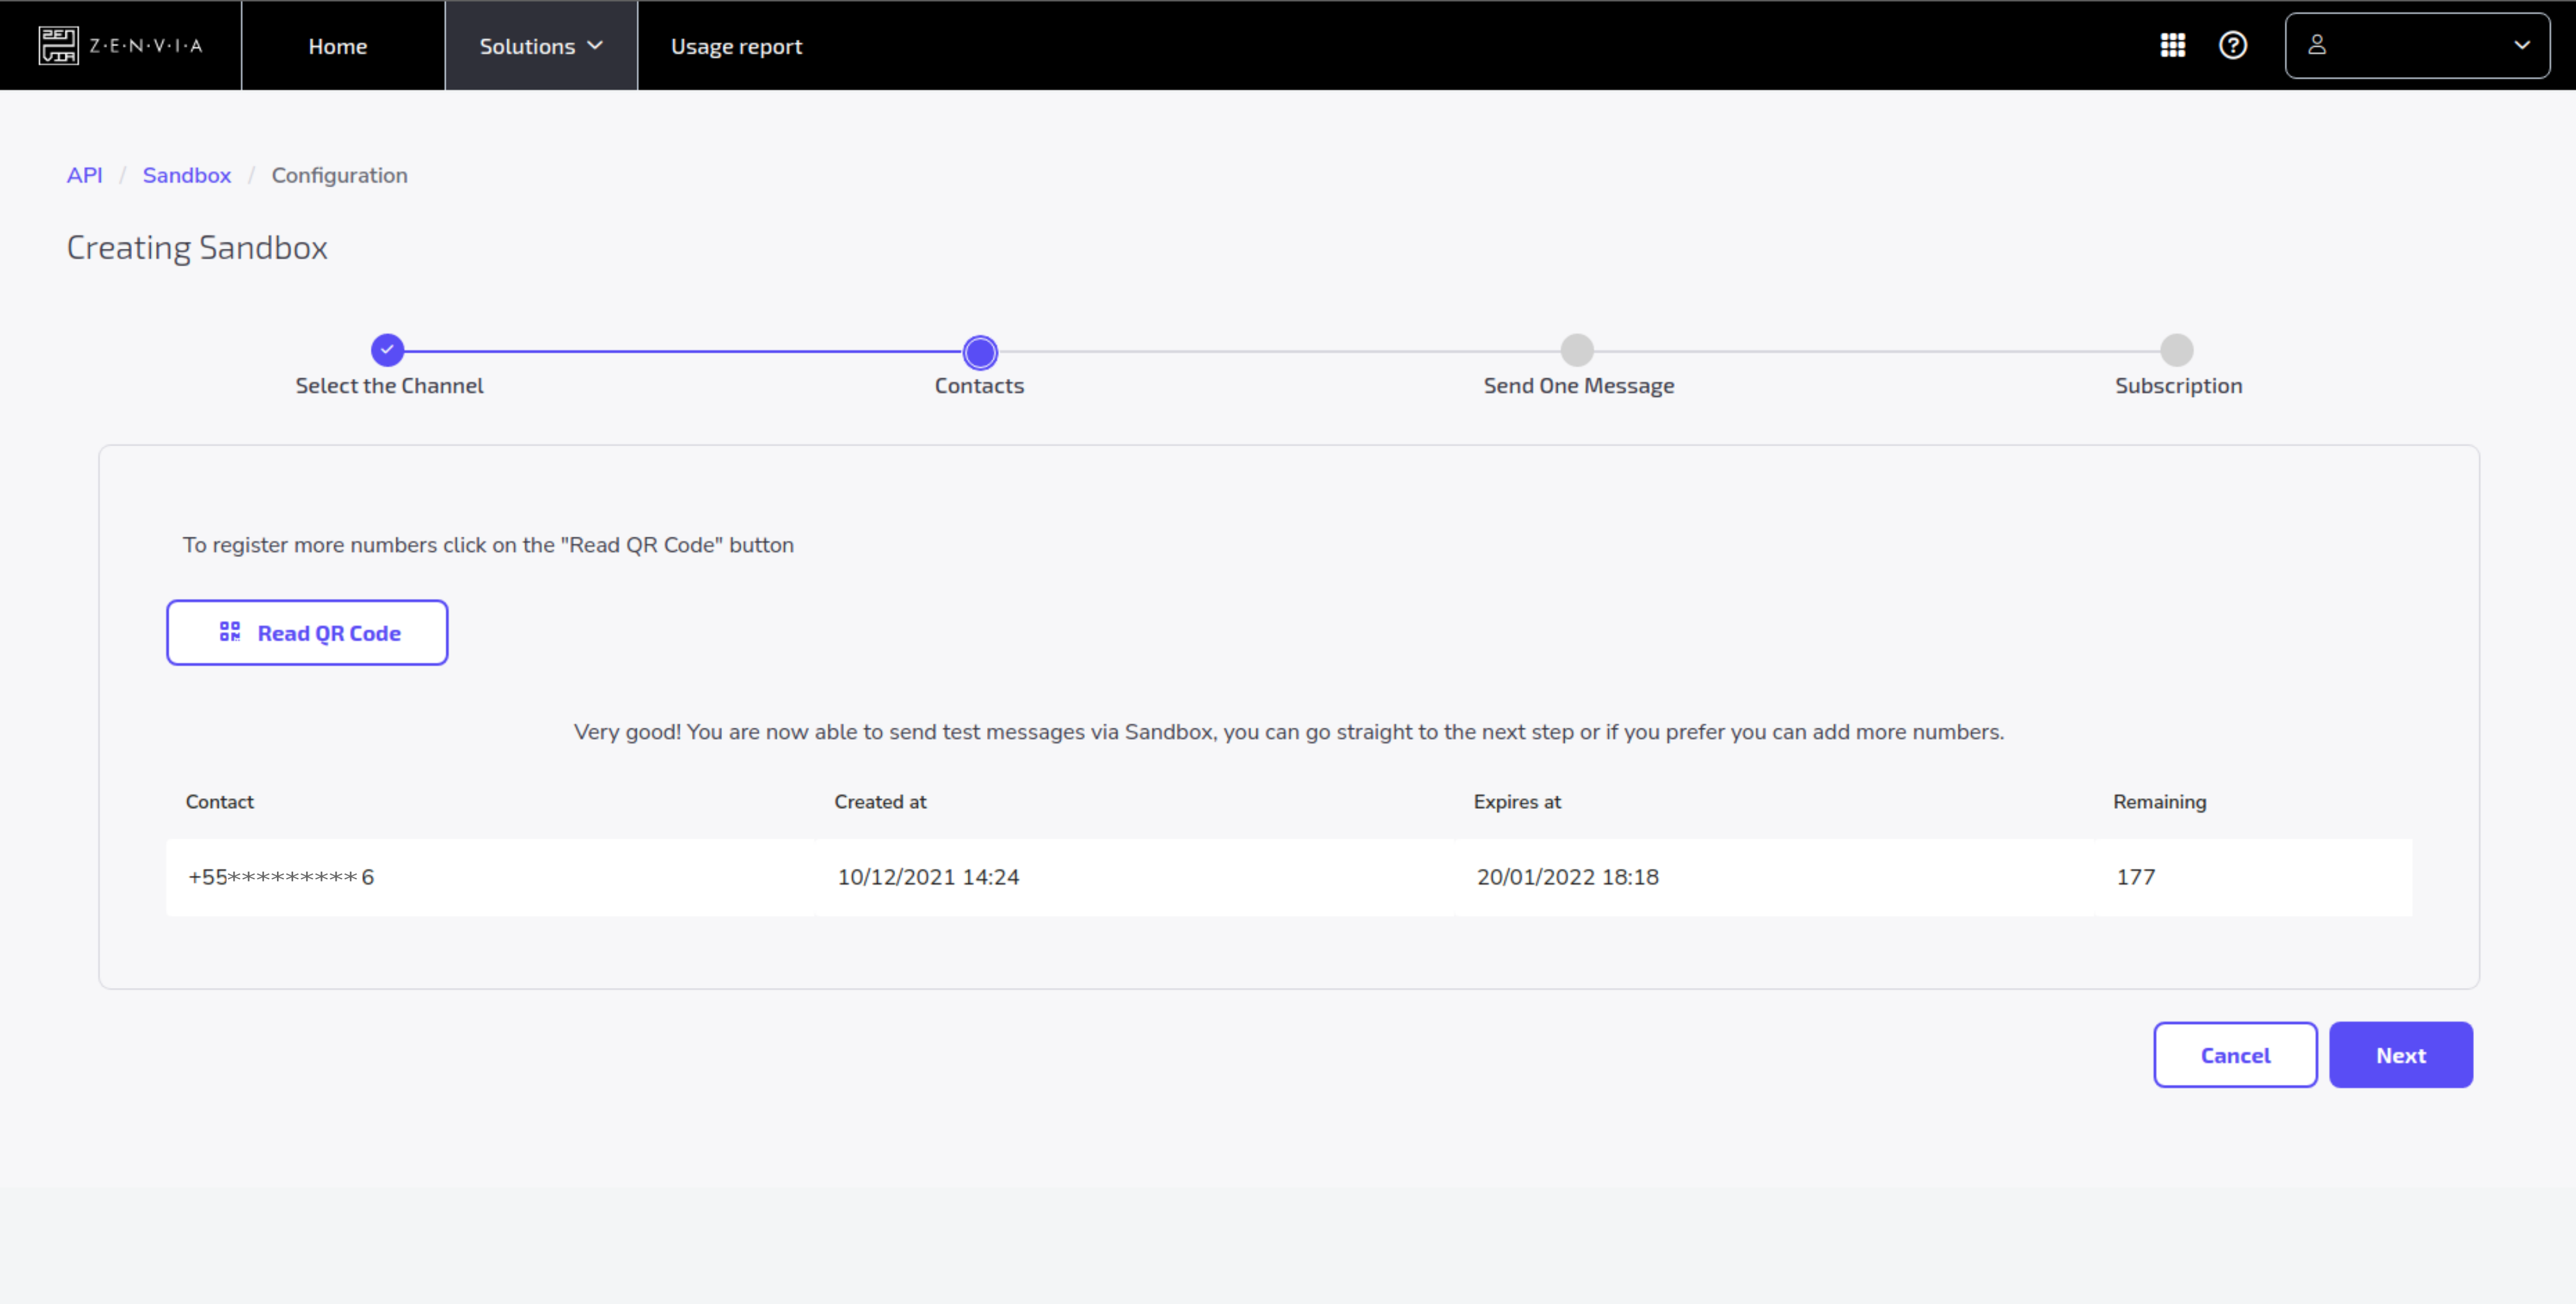 ZENVIA Z·E·N·V·I·A Home Solutions Usage report
API / Sandbox / Configuration
Creating Sandbox
Select the Channel Contacts Send One Message Subscription
To register more numbers click on the "Read QR Code" button
Read QR Code
Very good! You are now able to send test messages via Sandbox, you can go straight to the next step or if you prefer you can add more numbers.
Contact Created at Expires at Remaining
+55*********6 10/12/2021 14:24 20/01/2022 18:18 177
Cancel Next